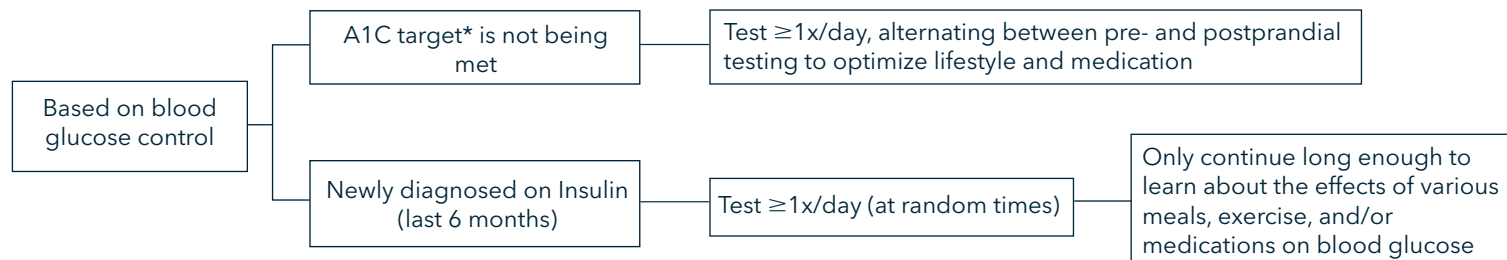 A1C target* is not being
met
Test ≥1x/day, alternating between pre- and postprandial
testing to optimize lifestyle and medication
Based on blood
glucose control
Newly diagnosed on Insulin
(last 6 months)
Test ≥1x/day (at random times)
Only continue long enough to
learn about the effects of various
meals, exercise, and/or
medications on blood glucose